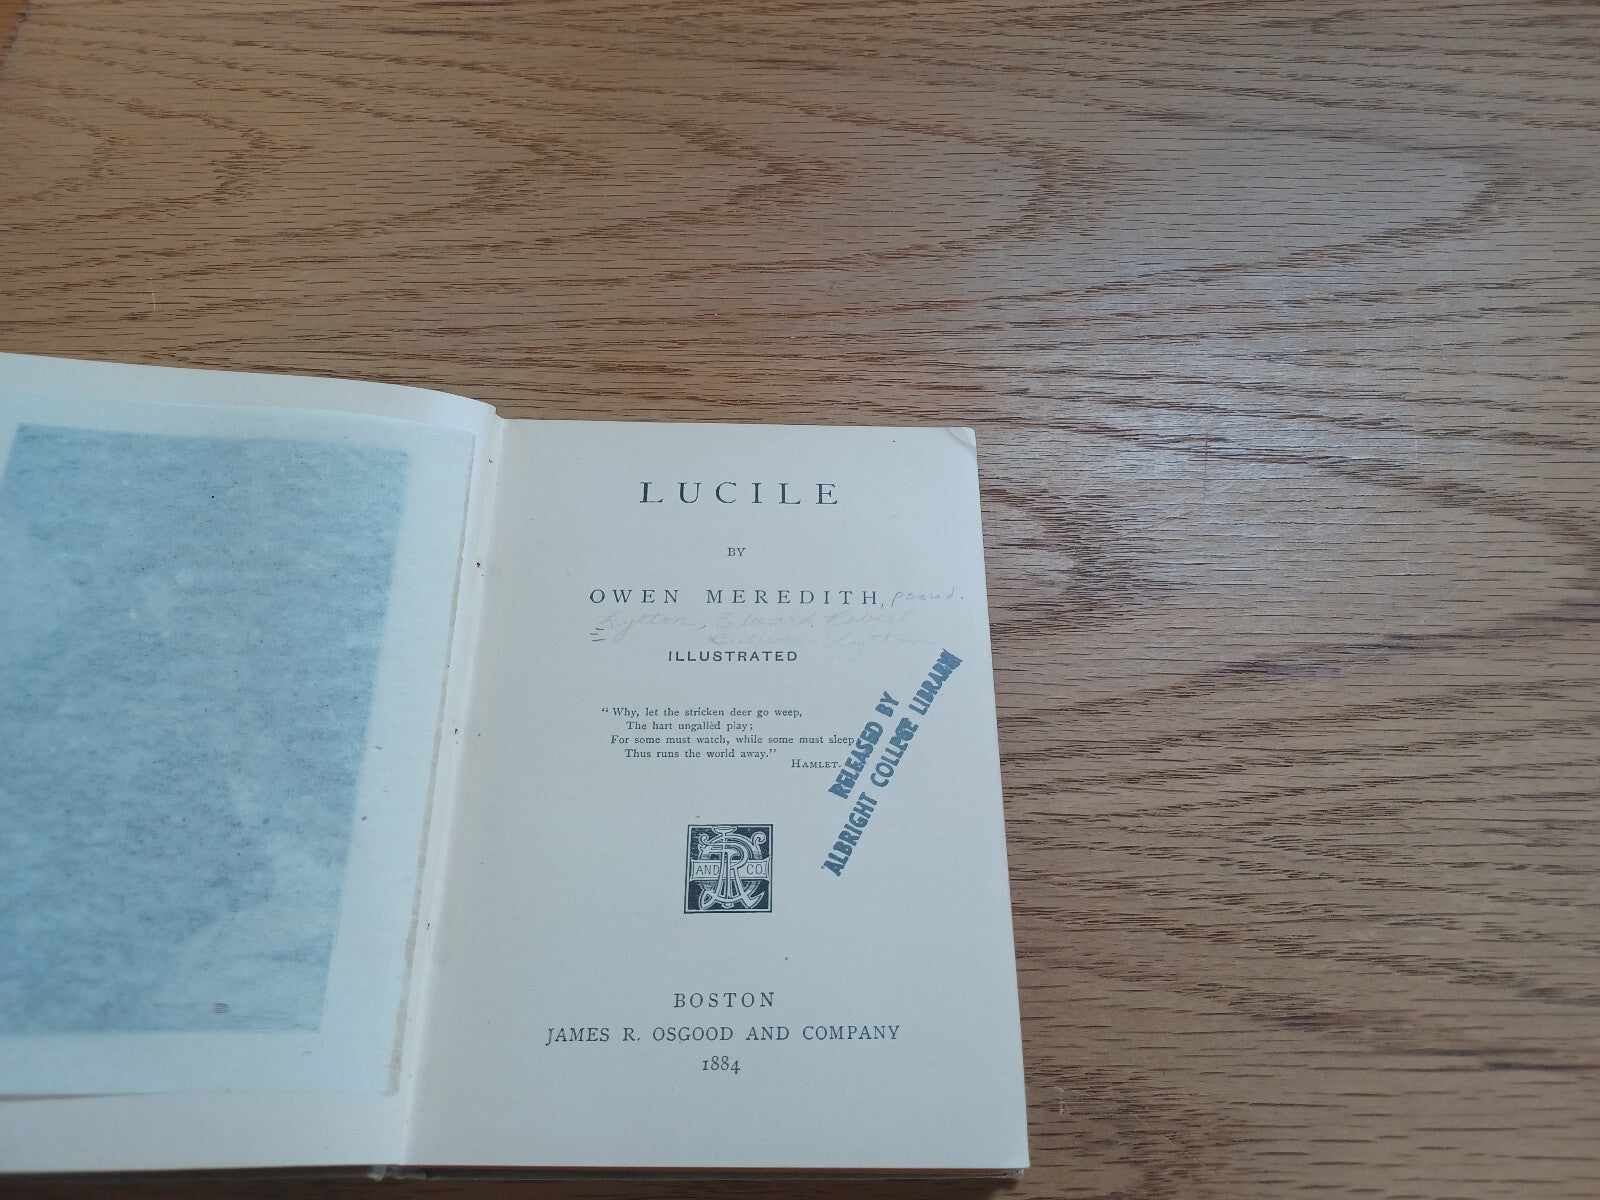 LUCILE
BY
OWEN MEREDITH, pseud.
Lytton, Edward Robert
Bulwer-Lytton
ILLUSTRATED
“Why, let the stricken deer go weep,
The hart ungallèd play;
For some must watch, while some must sleep;
Thus runs the world away.”
HAMLET.
RELEASED BY
ALBRIGHT COLLEGE LIBRARY
AND CO.
BOSTON
JAMES R. OSGOOD AND COMPANY
1884